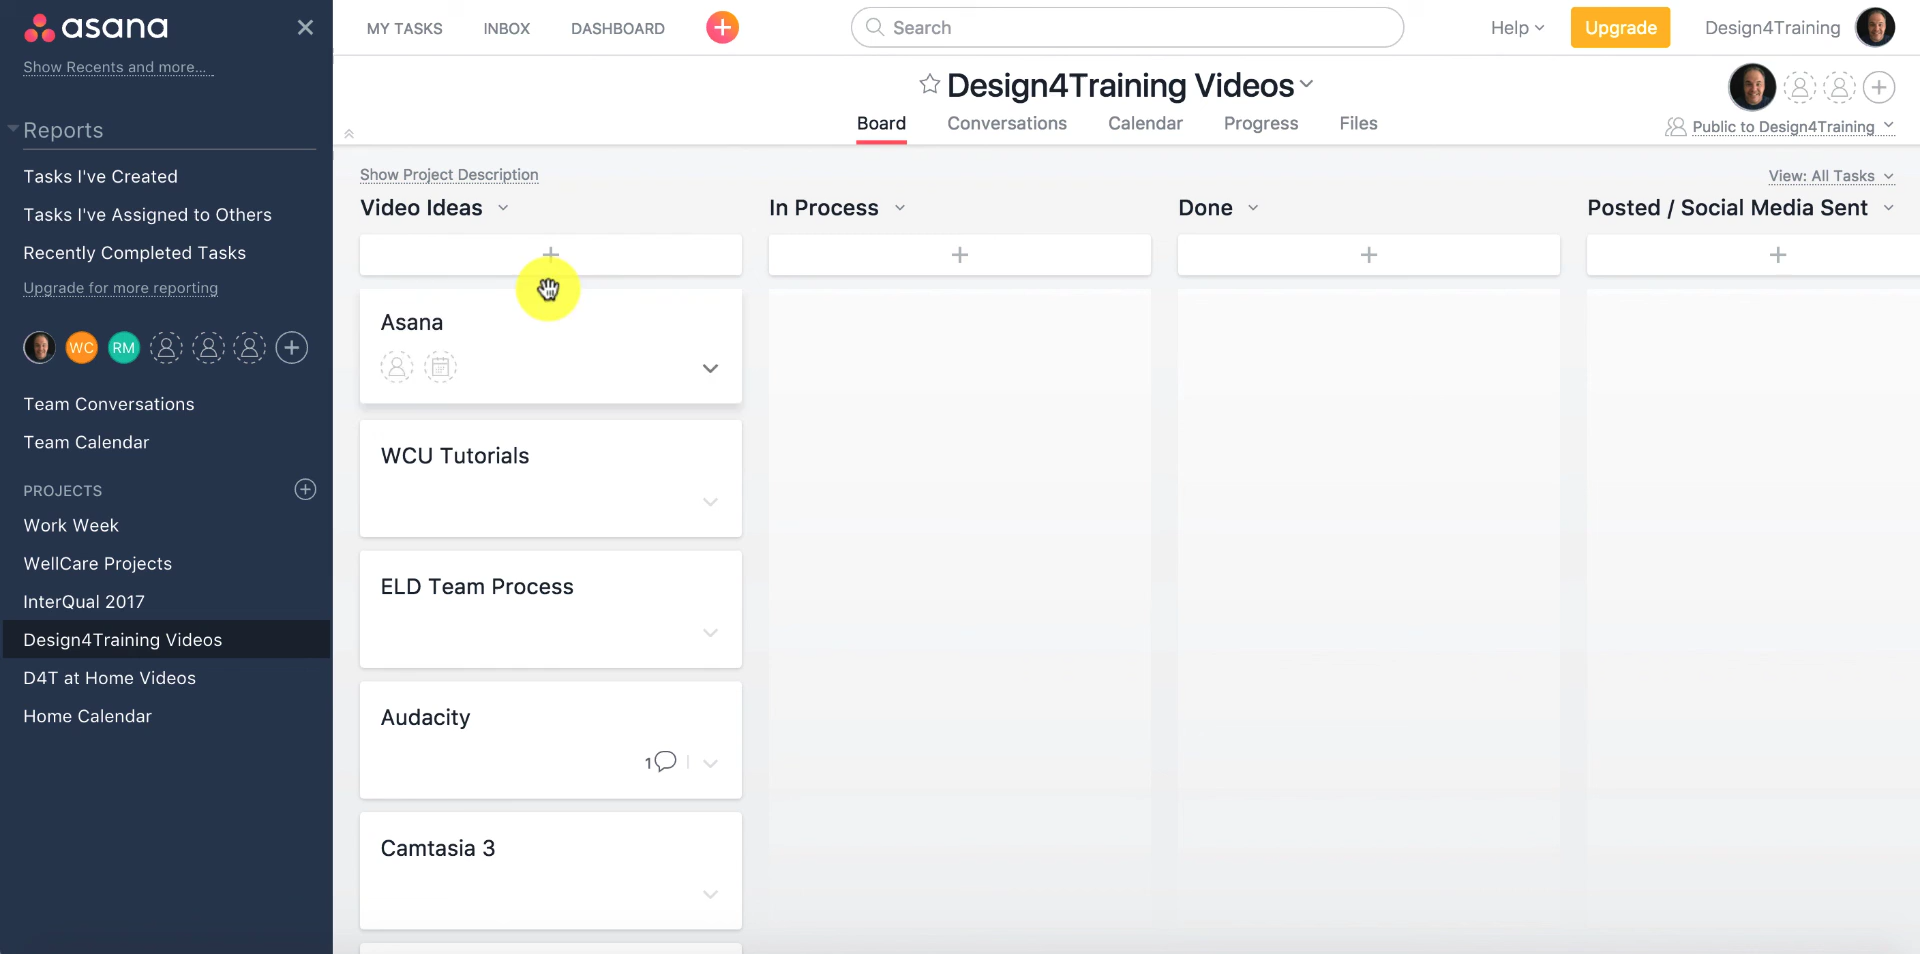 asana
Show Recents and more...
Reports
Tasks I've Created
Tasks I've Assigned to Others
Recently Completed Tasks
Upgrade for more reporting
WC RM
Team Conversations
Team Calendar
PROJECTS
Work Week
WellCare Projects
InterQual 2017
Design4Training Videos
D4T at Home Videos
Home Calendar
MY TASKS INBOX DASHBOARD Search Help Upgrade Design4Training
Design4Training Videos
Board Conversations Calendar Progress Files Public to Design4Training
Show Project Description View: All Tasks
Video Ideas In Process Done Posted / Social Media Sent
Asana
WCU Tutorials
ELD Team Process
Audacity
1
Camtasia 3